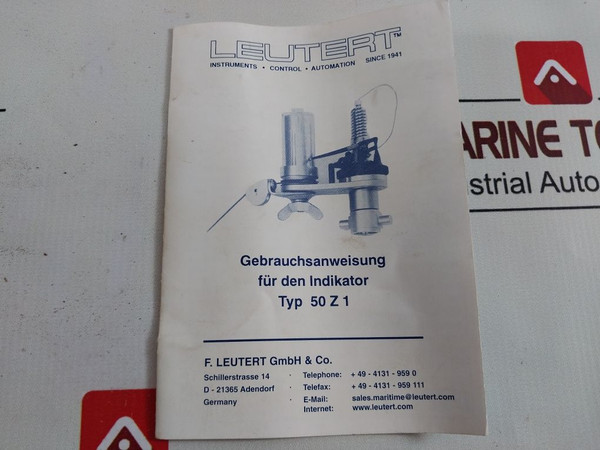 LEUTERT™
INSTRUMENTS • CONTROL • AUTOMATION SINCE 1941
Gebrauchsanweisung
für den Indikator
Typ 50 Z 1
F. LEUTERT GmbH & Co.
Schillerstrasse 14 · Telephone: + 49 - 4131 - 959 0
D - 21365 Adendorf · Telefax: + 49 - 4131 - 959 111
Germany · E-Mail: sales.maritime@leutert.com
Internet: www.leutert.com
ARINE TO
strial Auto